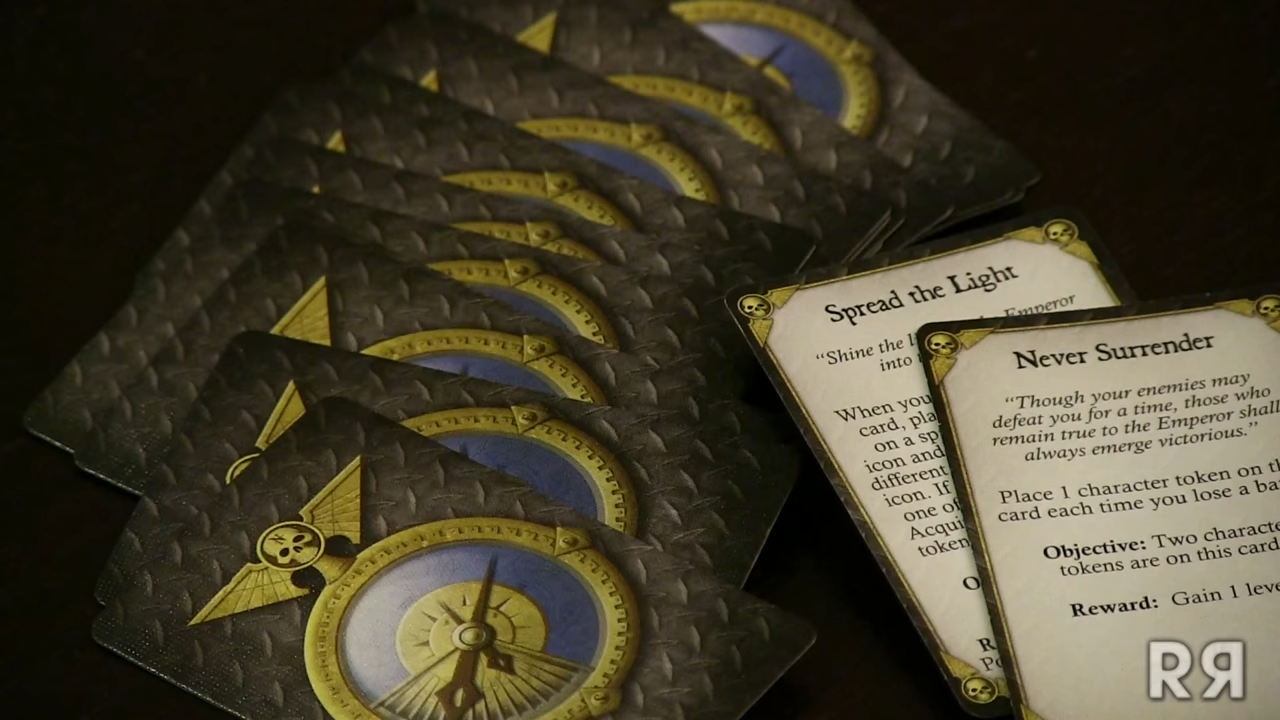 Spread the Light
"Shine the
Emperor
into
When you
card, pla
on a sp
icon and
different
icon. If
one of
Acqui
token
Never Surrender
"Though your enemies may
defeat you for a time, those who
remain true to the Emperor shall
always emerge victorious."
Place 1 character token on th
card each time you lose a ba
Objective: Two characte
tokens are on this card
Reward: Gain 1 leve
RR